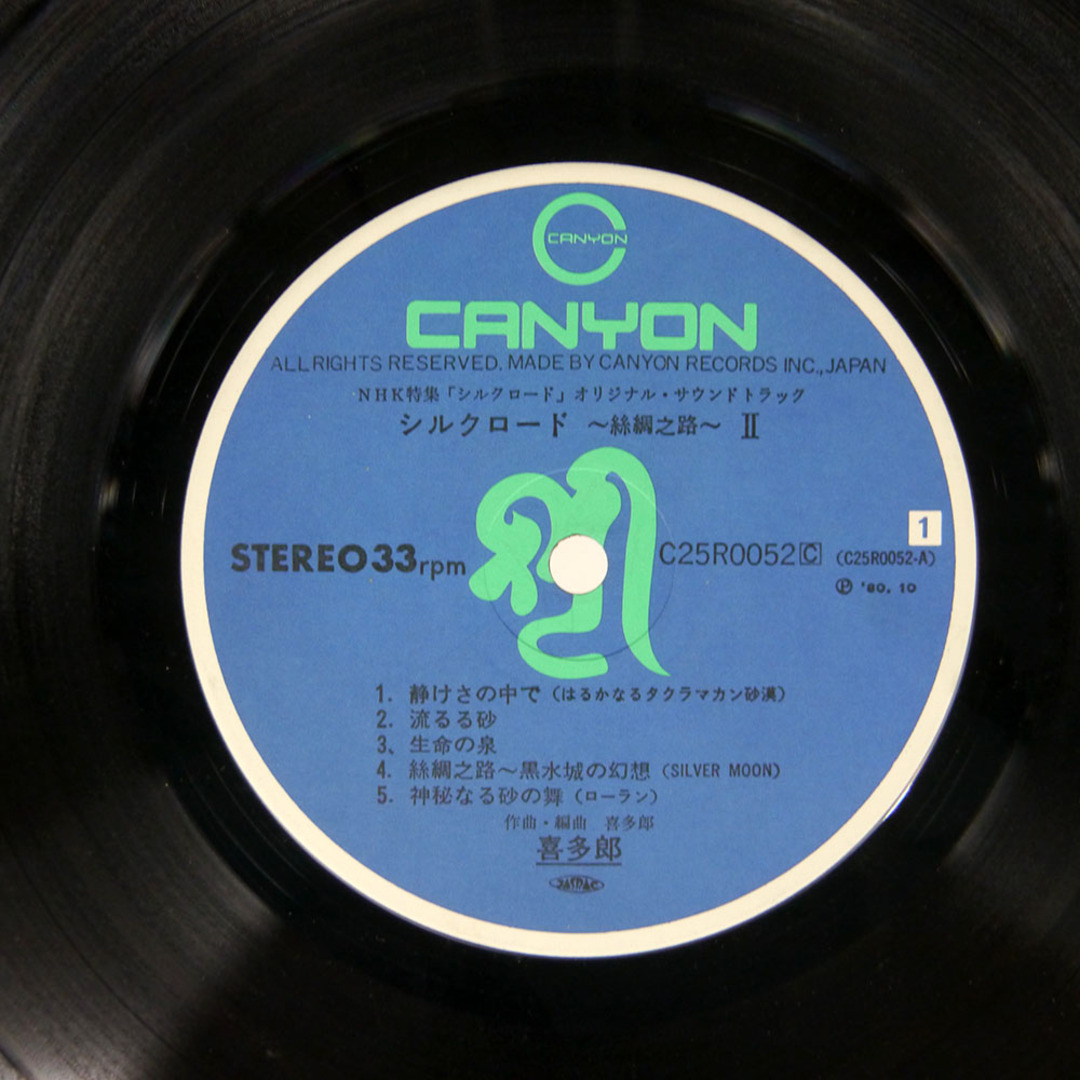 CANYON
CANYON
ALL RIGHTS RESERVED. MADE BY CANYON RECORDS INC., JAPAN
NHK特集「シルクロード」オリジナル・サウンドトラック
シルクロード ～絲綢之路～ Ⅱ
1
STEREO 33rpm
C25R0052 C (C25R0052-A)
Ⓟ '80. 10
1. 静けさの中で (はるかなるタクラマカン砂漠)
2. 流るる砂
3、生命の泉
4. 絲綢之路～黒水城の幻想 (SILVER MOON)
5. 神秘なる砂の舞 (ローラン)
作曲・編曲 喜多郎
喜多郎
JASRAC